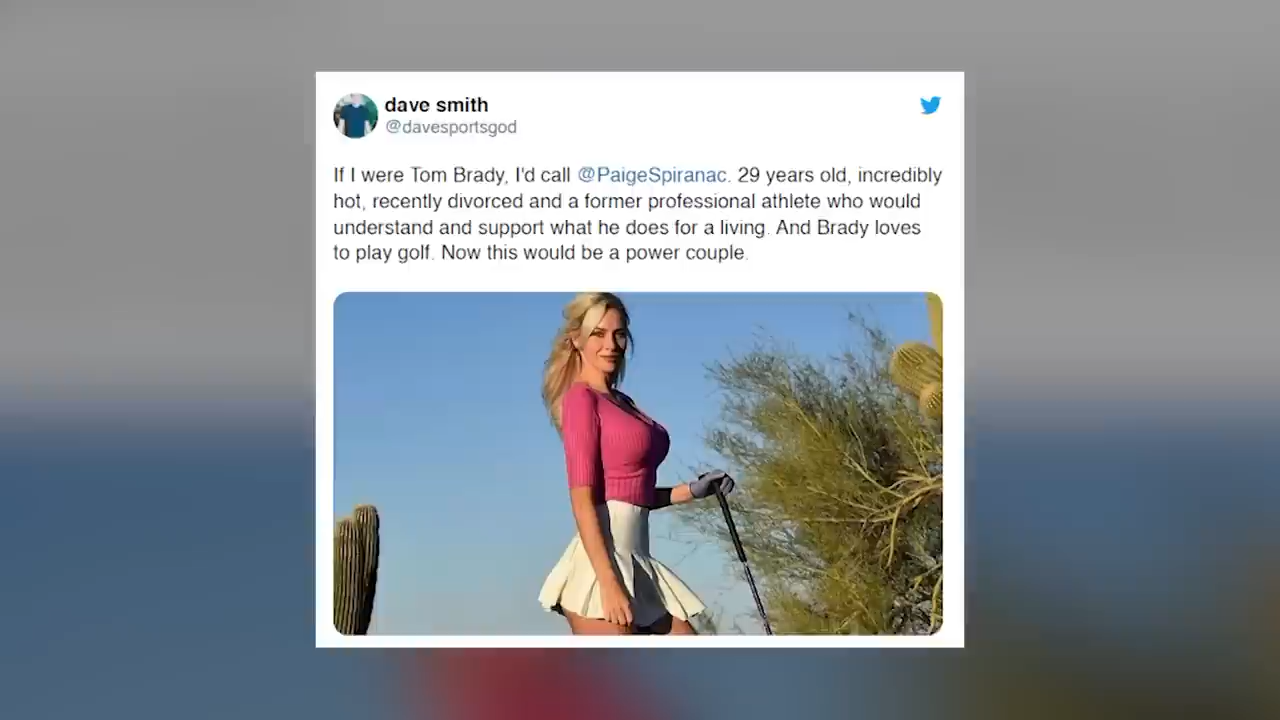 dave smith
@davesportsgod
If I were Tom Brady, I'd call @PaigeSpiranac. 29 years old, incredibly
hot, recently divorced and a former professional athlete who would
understand and support what he does for a living. And Brady loves
to play golf. Now this would be a power couple.